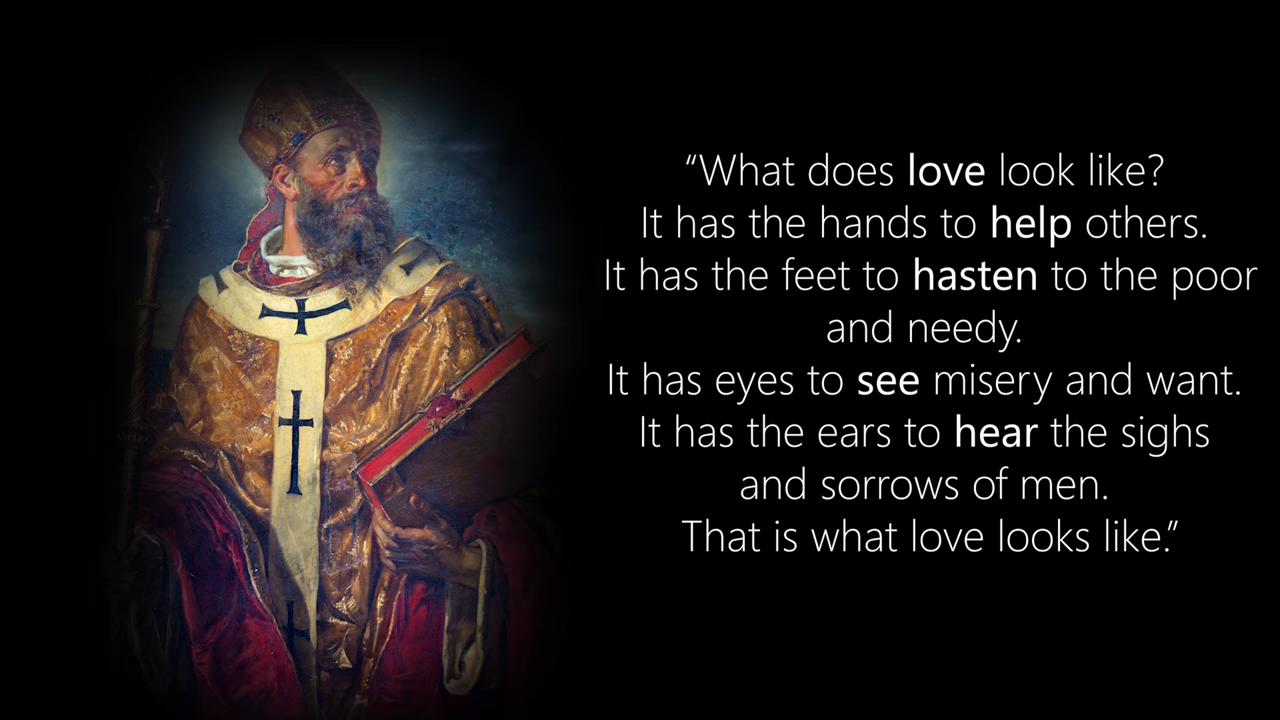 “What does love look like?
It has the hands to help others.
It has the feet to hasten to the poor
and needy.
It has eyes to see misery and want.
It has the ears to hear the sighs
and sorrows of men.
That is what love looks like.”